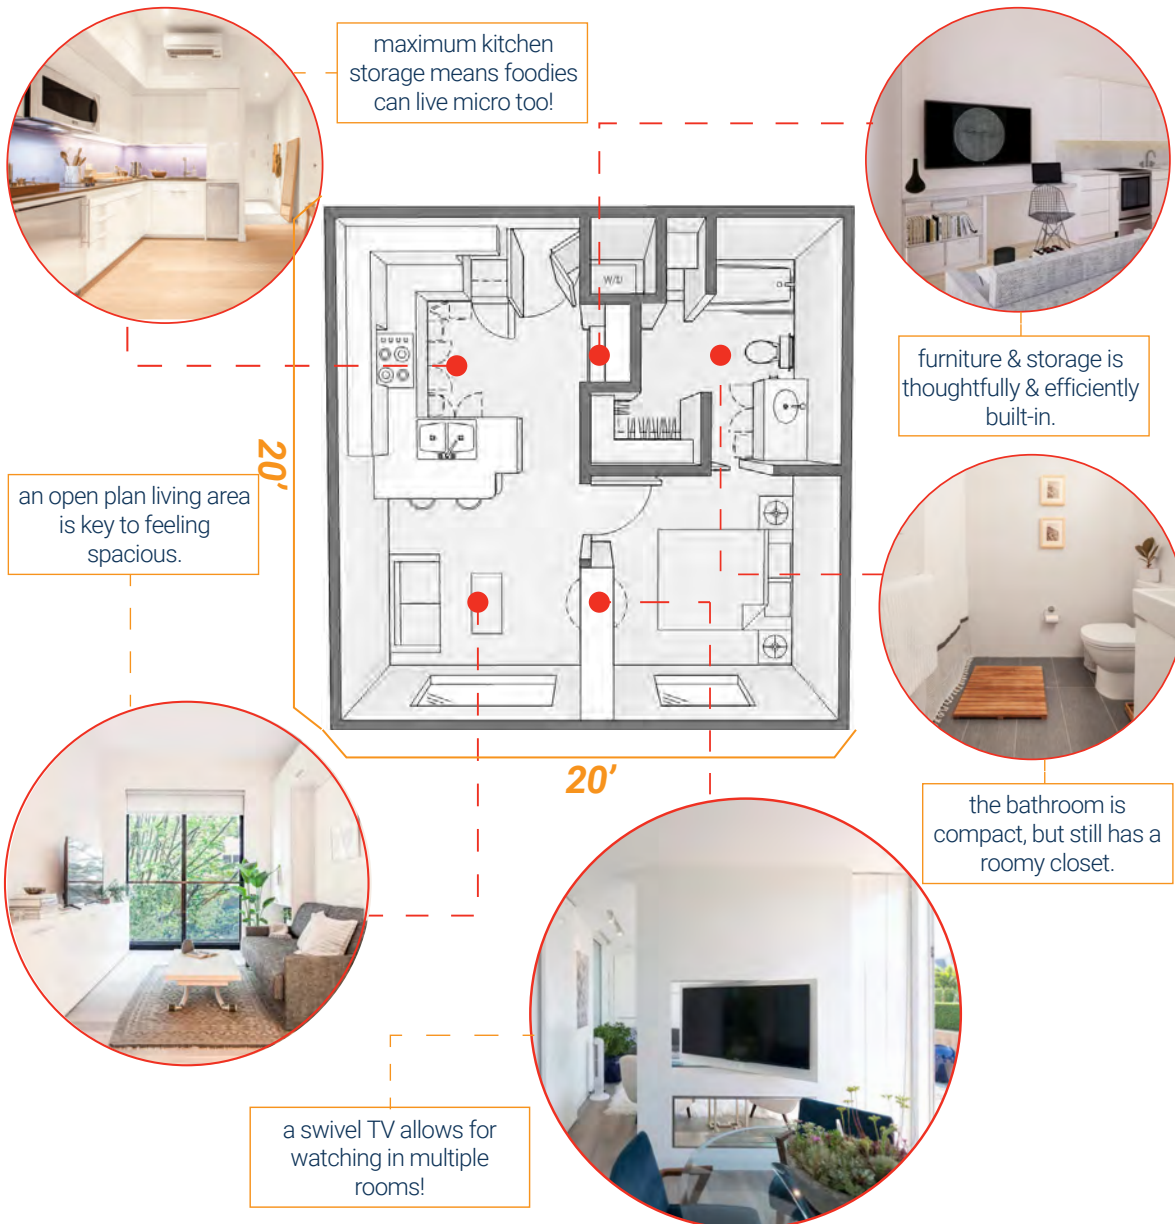 maximum kitchen
storage means foodies
can live micro too!
W/D
furniture & storage is
thoughtfully & efficiently
built-in.
20'
an open plan living area
is key to feeling
spacious.
20'
the bathroom is
compact, but still has a
roomy closet.
a swivel TV allows for
watching in multiple
rooms!